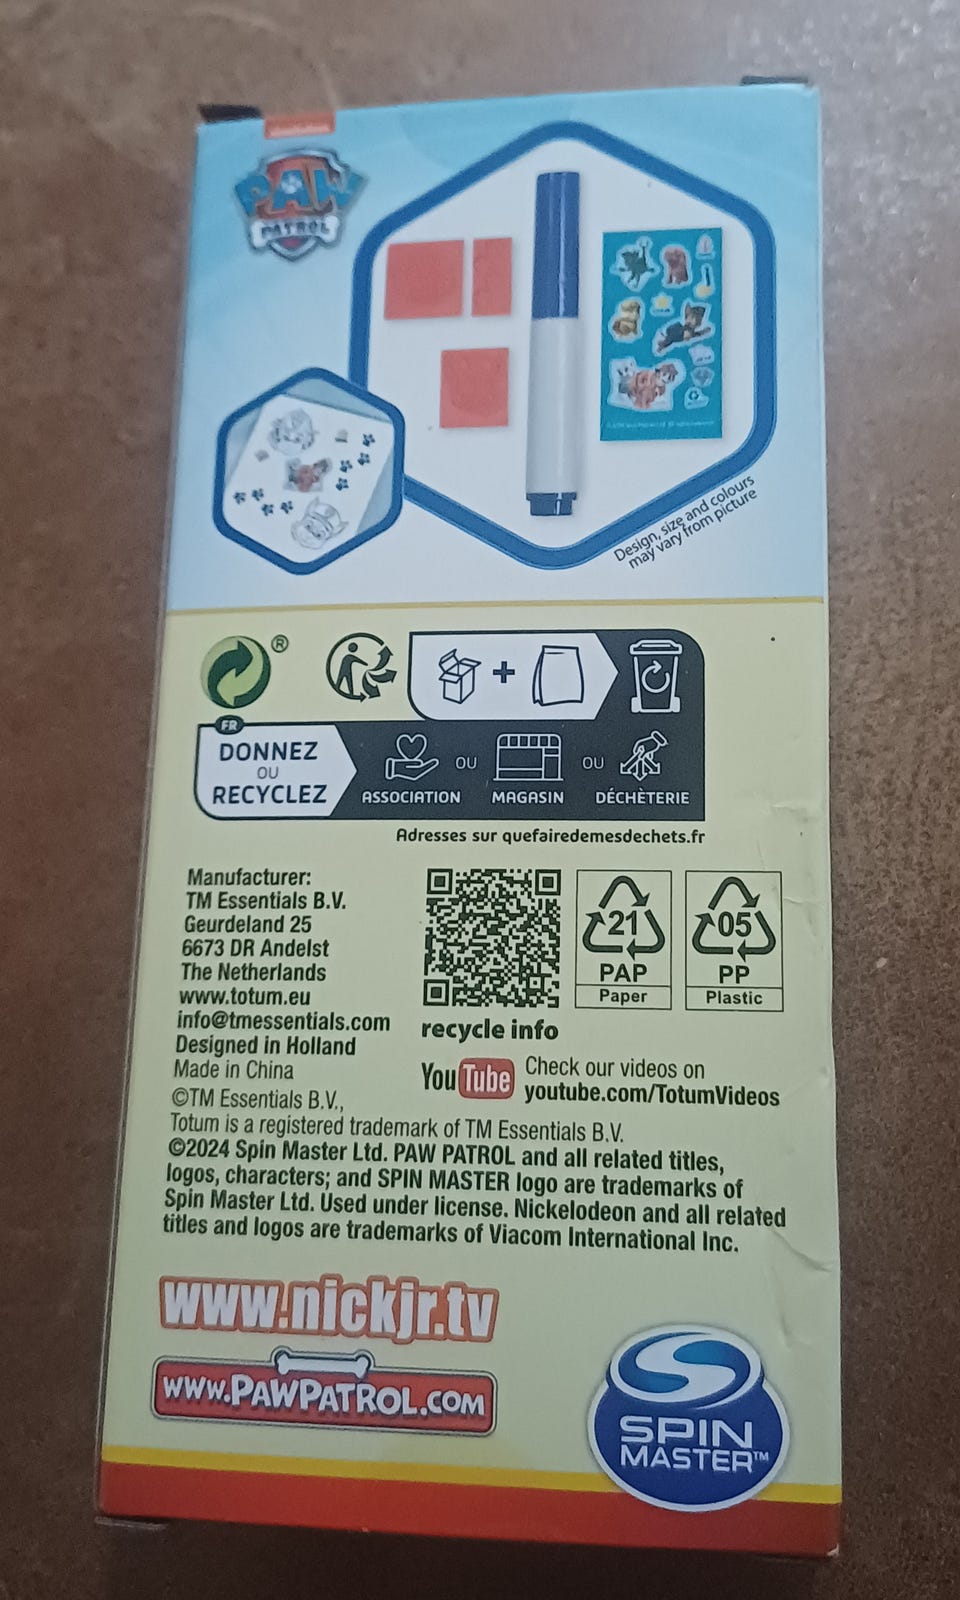 nickelodeon
PAW
PATROL
Design, size and colours
may vary from picture
®
+
FR
DONNEZ
OU
RECYCLEZ
ASSOCIATION
OU
MAGASIN
OU
DÉCHÈTERIE
Adresses sur quefairedemesdechets.fr
Manufacturer:
TM Essentials B.V.
Geurdeland 25
6673 DR Andelst
The Netherlands
www.totum.eu
info@tmessentials.com
Designed in Holland
Made in China
recycle info
21
PAP
Paper
05
PP
Plastic
YouTube
Check our videos on
youtube.com/TotumVideos
©TM Essentials B.V.,
Totum is a registered trademark of TM Essentials B.V.
©2024 Spin Master Ltd. PAW PATROL and all related titles,
logos, characters; and SPIN MASTER logo are trademarks of
Spin Master Ltd. Used under license. Nickelodeon and all related
titles and logos are trademarks of Viacom International Inc.
www.nickjr.tv
www.PAWPATROL.COM
SPIN
MASTER™